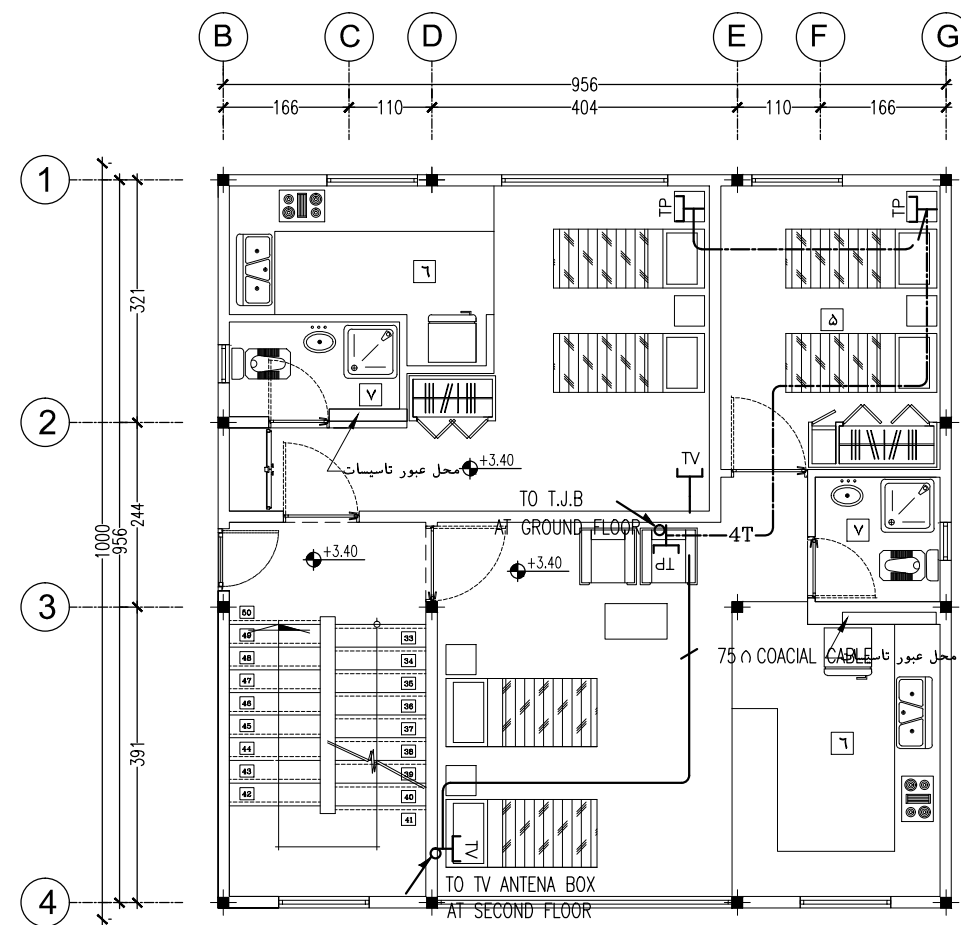 B C D E F G
956
166 110 404 110 166
1
TP TP
321
٦
۵
٧
2
TV
محل عبور تاسیسات +3.40
TO T.J.B
AT GROUND FLOOR
4T
٧
1000
956
244
+3.40 +3.40
TP
3
50
49 33
48 34
47 35
46 36
45 37
44 38
43 39
42 40
41
75 ∩ COACIAL CABLE
محل عبور تاسیسات
٦
391
TV
4
TO TV ANTENA BOX
AT SECOND FLOOR